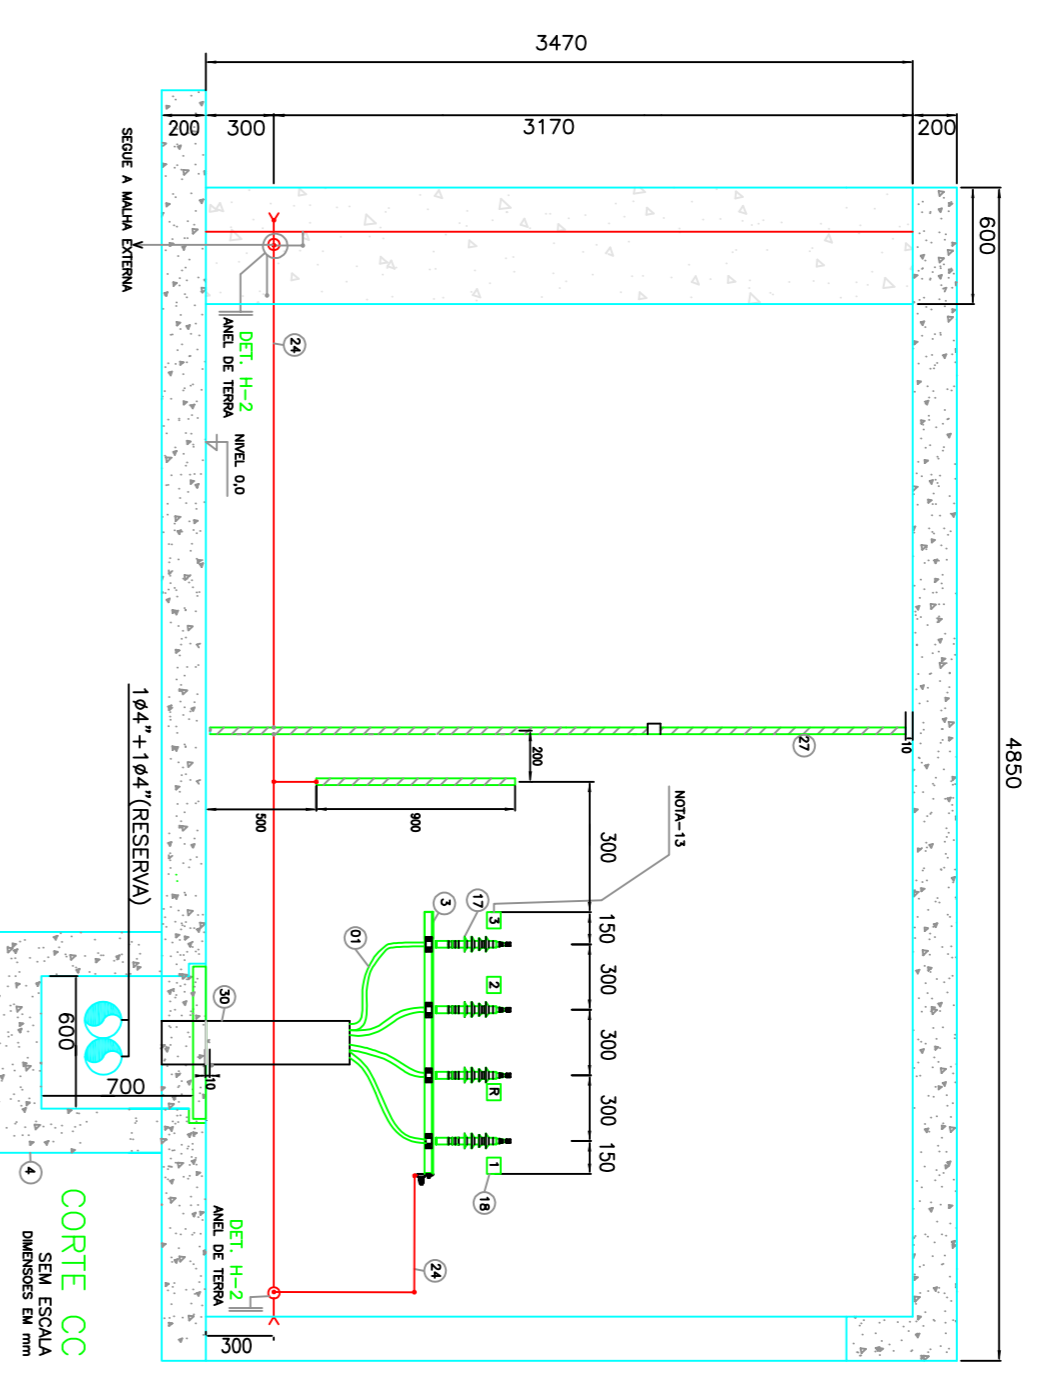 4850
600
3470
200
3170
300
200
SEGUE A MALHA EXTERNA
DET. H-2
ANEL DE TERRA
24
NIVEL 0,0
10
27
200
900
500
NOTA-13
300
150
300
300
300
150
3
2
R
1
17
3
18
01
30
10
24
1ø4"+1ø4"(RESERVA)
600
700
4
DET. H-2
ANEL DE TERRA
300
CORTE CC
SEM ESCALA
DIMENSOES EM mm